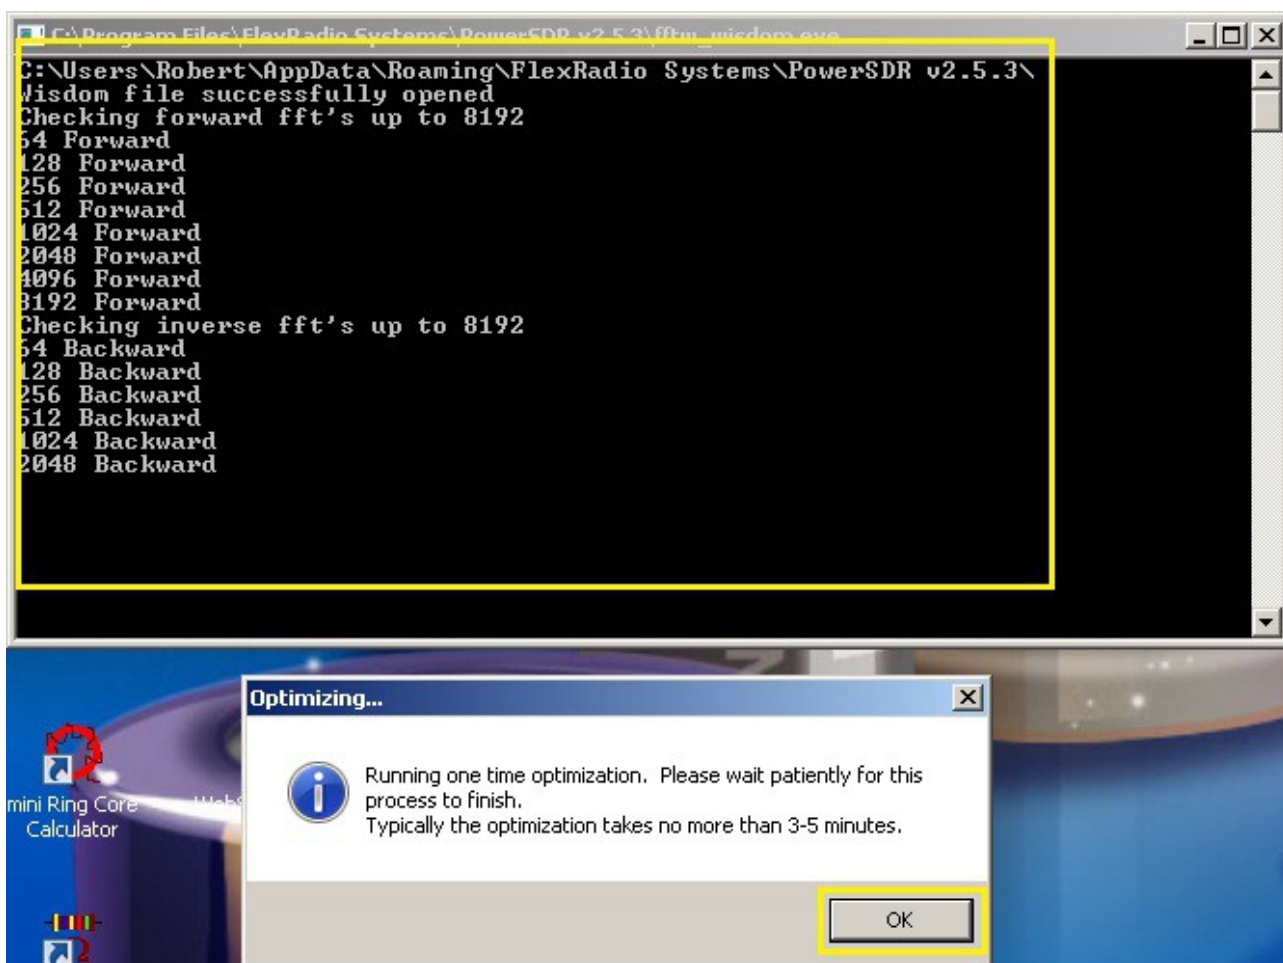 C:\Program Files\FlexRadio Systems\PowerSDR v2.5.3\fftw_wisdom.exe
C:\Users\Robert\AppData\Roaming\FlexRadio Systems\PowerSDR v2.5.3\
Wisdom file successfully opened
Checking forward fft's up to 8192
64 Forward
128 Forward
256 Forward
512 Forward
1024 Forward
2048 Forward
4096 Forward
8192 Forward
Checking inverse fft's up to 8192
64 Backward
128 Backward
256 Backward
512 Backward
1024 Backward
2048 Backward
Optimizing...
Running one time optimization.  Please wait patiently for this
process to finish.
Typically the optimization takes no more than 3-5 minutes.
OK
mini Ring Core
Calculator